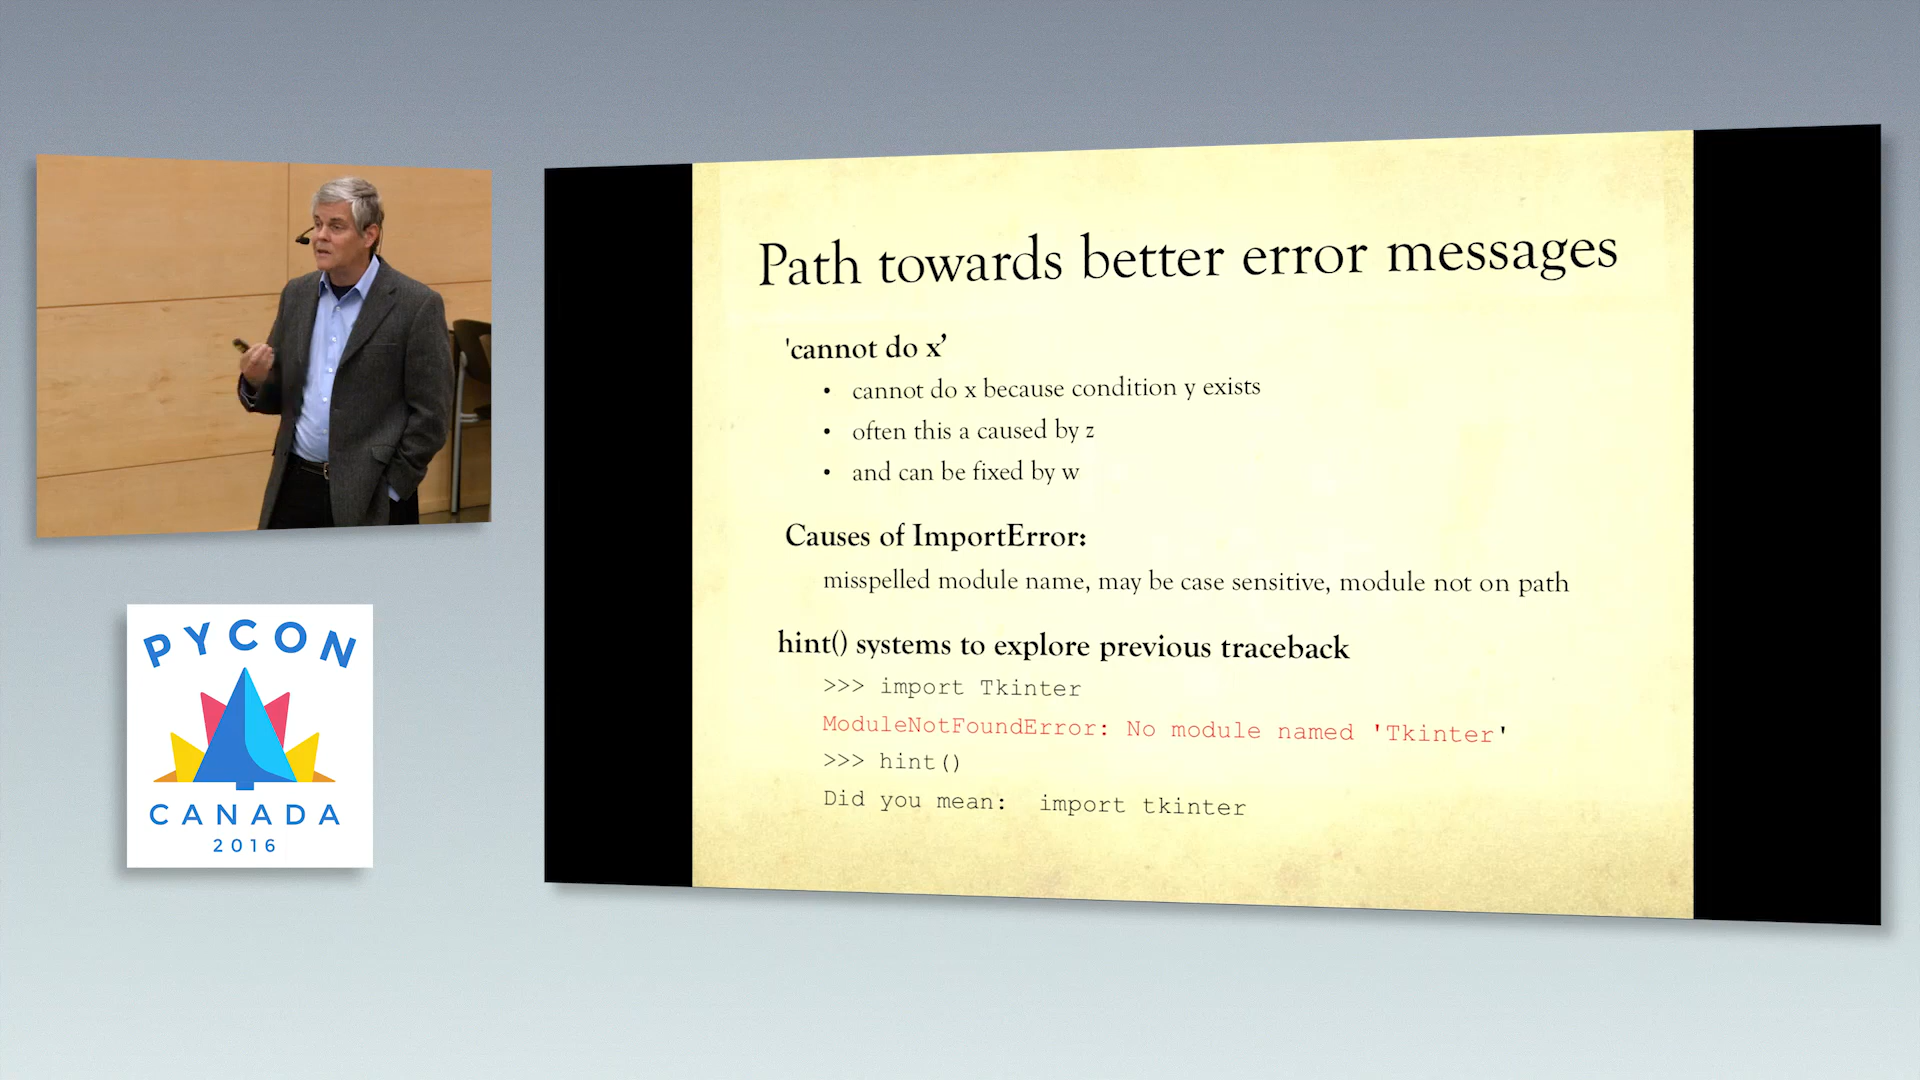 Path towards better error messages
'cannot do x’
• cannot do x because condition y exists
• often this a caused by z
• and can be fixed by w
Causes of ImportError:
misspelled module name, may be case sensitive, module not on path
hint() systems to explore previous traceback
>>> import Tkinter
ModuleNotFoundError: No module named 'Tkinter'
>>> hint()
Did you mean:  import tkinter
PYCON
CANADA
2016